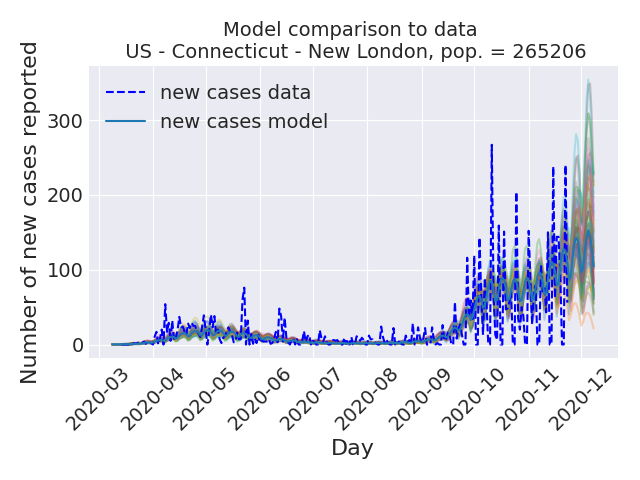 Model comparison to data
US - Connecticut - New London, pop. = 265206
Number of new cases reported
new cases data
new cases model
300
200
100
0
2020-03
2020-04
2020-05
2020-06
2020-07
2020-08
2020-09
2020-10
2020-11
2020-12
Day